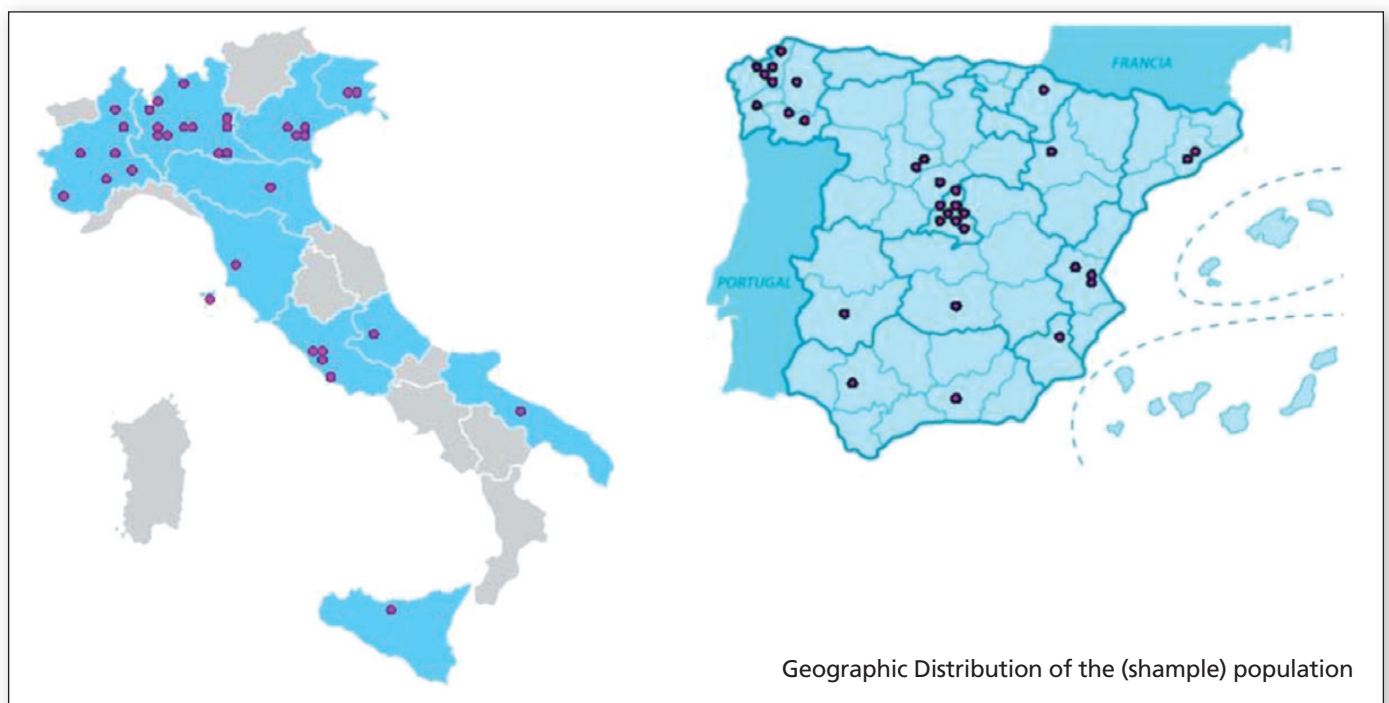 FRANCIA
PORTUGAL
Geographic Distribution of the (shample) population